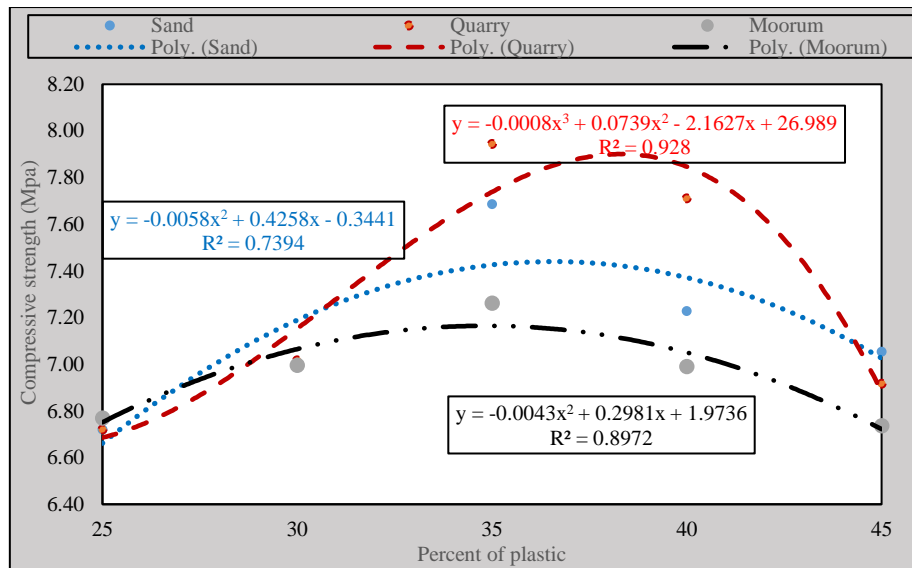 Sand Quarry Moorum
Poly. (Sand) Poly. (Quarry) Poly. (Moorum)
8.20
8.00
7.80
7.60
7.40
7.20
7.00
6.80
6.60
6.40
Compressive strength (Mpa)
y = -0.0008x³ + 0.0739x² - 2.1627x + 26.989
R² = 0.928
y = -0.0058x² + 0.4258x - 0.3441
R² = 0.7394
y = -0.0043x² + 0.2981x + 1.9736
R² = 0.8972
25 30 35 40 45
Percent of plastic